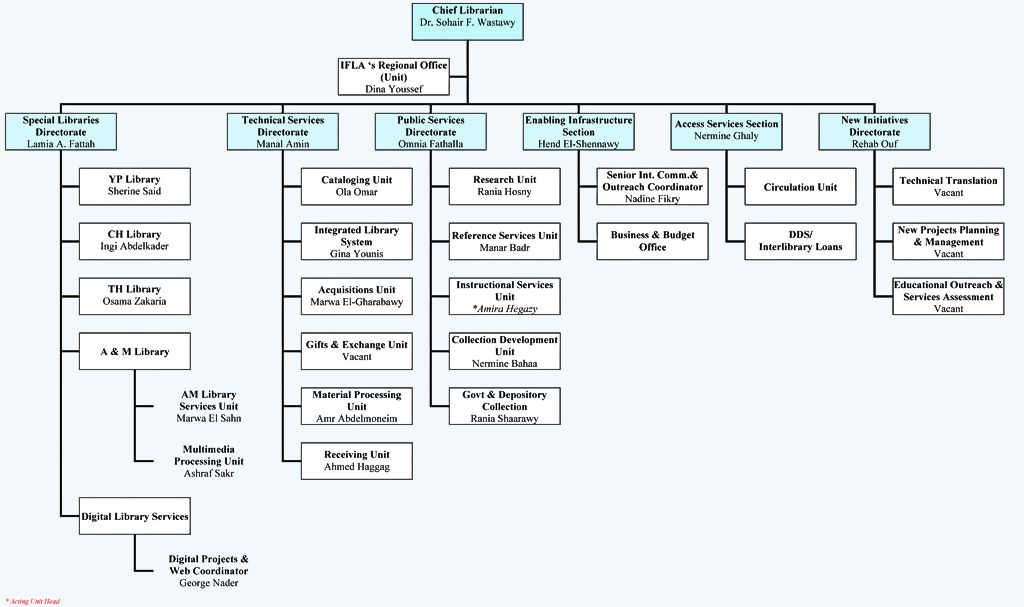 Chief Librarian
Dr. Sohair F. Wastawy
IFLA ‘s Regional Office
(Unit)
Dina Youssef
Special Libraries
Directorate
Lamia A. Fattah
YP Library
Sherine Said
CH Library
Ingi Abdelkader
TH Library
Osama Zakaria
A & M Library
AM Library
Services Unit
Marwa El Sahn
Multimedia
Processing Unit
Ashraf Sakr
Digital Library Services
Digital Projects &
Web Coordinator
George Nader
Technical Services
Directorate
Manal Amin
Cataloging Unit
Ola Omar
Integrated Library
System
Gina Younis
Acquisitions Unit
Marwa El-Gharabawy
Gifts & Exchange Unit
Vacant
Material Processing
Unit
Amr Abdelmoneim
Receiving Unit
Ahmed Haggag
Public Services
Directorate
Omnia Fathalla
Research Unit
Rania Hosny
Reference Services Unit
Manar Badr
Instructional Services
Unit
*Amira Hegazy
Collection Development
Unit
Nermine Bahaa
Govt & Depository
Collection
Rania Shaarawy
Enabling Infrastructure
Section
Hend El-Shennawy
Senior Int. Comm.&
Outreach Coordinator
Nadine Fikry
Business & Budget
Office
Access Services Section
Nermine Ghaly
Circulation Unit
DDS/
Interlibrary Loans
New Initiatives
Directorate
Rehab Ouf
Technical Translation
Vacant
New Projects Planning
& Management
Vacant
Educational Outreach &
Services Assessment
Vacant
* Acting Unit Head